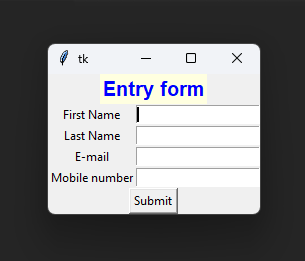 tk
Entry form
First Name
Last Name
E-mail
Mobile number
Submit